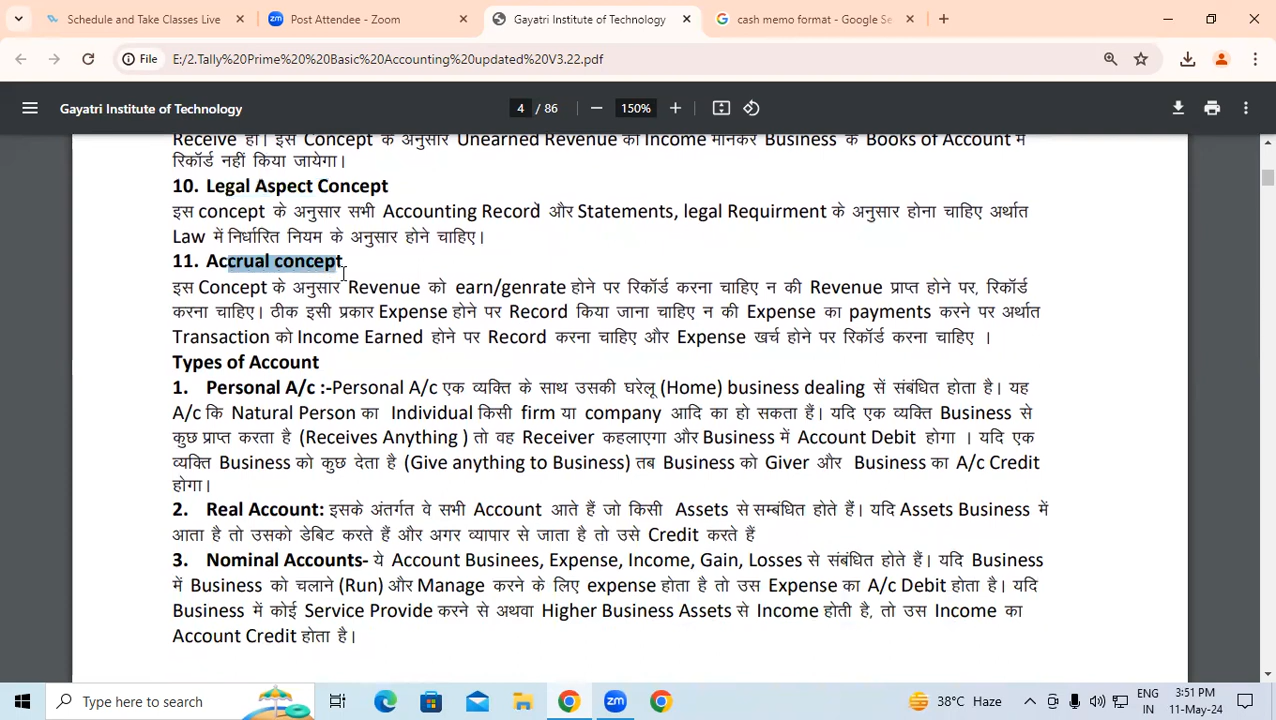 Schedule and Take Classes Live
Post Attendee - Zoom
Gayatri Institute of Technology
cash memo format - Google Se
File
E:/2.Tally%20Prime%20%20Basic%20Accounting%20updated%20V3.22.pdf
Gayatri Institute of Technology
4 / 86
150%
Receive हो। इस Concept के अनुसार Unearned Revenue को Income मानकर Business के Books of Account में
रिकॉर्ड नहीं किया जायेगा।
10. Legal Aspect Concept
इस concept के अनुसार सभी Accounting Record और Statements, legal Requirment के अनुसार होना चाहिए अर्थात
Law में निर्धारित नियम के अनुसार होने चाहिए।
11. Accrual concept
इस Concept के अनुसार Revenue को earn/genrate होने पर रिकॉर्ड करना चाहिए न की Revenue प्राप्त होने पर, रिकॉर्ड
करना चाहिए। ठीक इसी प्रकार Expense होने पर Record किया जाना चाहिए न की Expense का payments करने पर अर्थात
Transaction को Income Earned होने पर Record करना चाहिए और Expense खर्च होने पर रिकॉर्ड करना चाहिए ।
Types of Account
1. Personal A/c :-Personal A/c एक व्यक्ति के साथ उसकी घरेलू (Home) business dealing सें संबंधित होता है। यह
A/c कि Natural Person का Individual किसी firm या company आदि का हो सकता हैं। यदि एक व्यक्ति Business से
कुछ प्राप्त करता है (Receives Anything ) तो वह Receiver कहलाएगा और Business में Account Debit होगा । यदि एक
व्यक्ति Business को कुछ देता है (Give anything to Business) तब Business को Giver और Business का A/c Credit
होगा।
2. Real Account: इसके अंतर्गत वे सभी Account आते हैं जो किसी Assets से सम्बंधित होते हैं। यदि Assets Business में
आता है तो उसको डेबिट करते हैं और अगर व्यापार से जाता है तो उसे Credit करते हैं
3. Nominal Accounts- ये Account Businees, Expense, Income, Gain, Losses से संबंधित होते हैं। यदि Business
में Business को चलाने (Run) और Manage करने के लिए expense होता है तो उस Expense का A/c Debit होता है। यदि
Business में कोई Service Provide करने से अथवा Higher Business Assets से Income होती है, तो उस Income का
Account Credit होता है।
Type here to search
38°C Haze
ENG
IN
3:51 PM
11-May-24